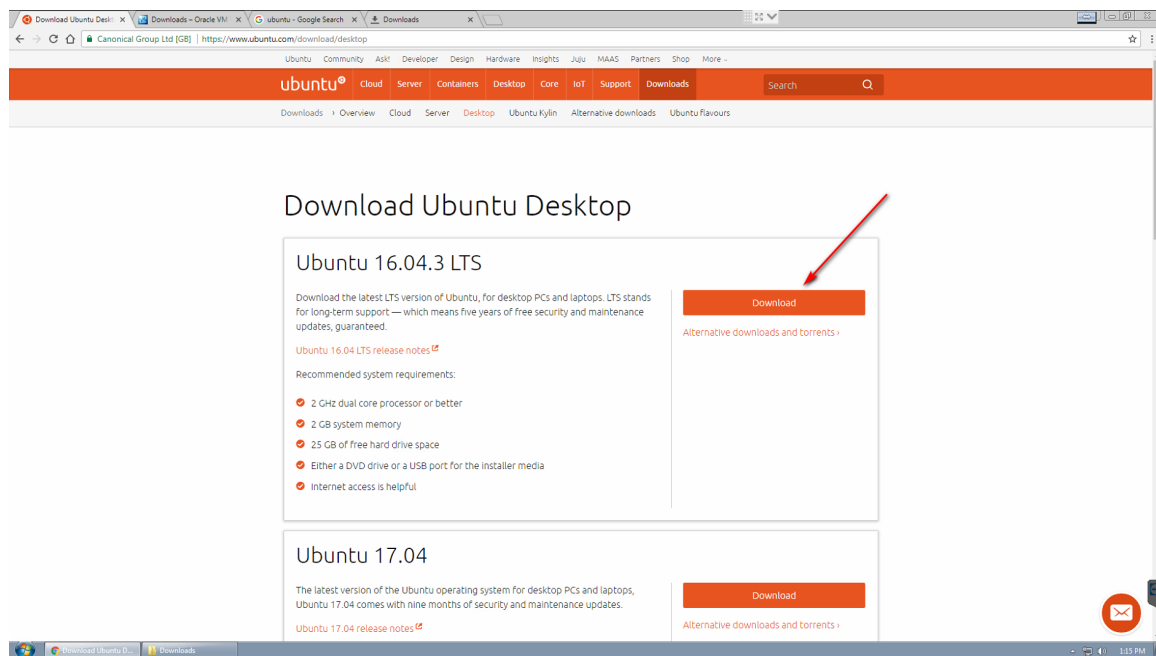 Download Ubuntu Deskt
Downloads – Oracle VM
ubuntu - Google Search
Downloads
Canonical Group Ltd [GB] | https://www.ubuntu.com/download/desktop
Ubuntu Community Ask! Developer Design Hardware Insights Juju MAAS Partners Shop More
ubuntu Cloud Server Containers Desktop Core IoT Support Downloads Search
Downloads › Overview Cloud Server Desktop Ubuntu Kylin Alternative downloads Ubuntu flavours
Download Ubuntu Desktop
Ubuntu 16.04.3 LTS
Download the latest LTS version of Ubuntu, for desktop PCs and laptops. LTS stands
for long-term support — which means five years of free security and maintenance
updates, guaranteed.
Ubuntu 16.04 LTS release notes
Recommended system requirements:
2 GHz dual core processor or better
2 GB system memory
25 GB of free hard drive space
Either a DVD drive or a USB port for the installer media
Internet access is helpful
Download
Alternative downloads and torrents ›
Ubuntu 17.04
The latest version of the Ubuntu operating system for desktop PCs and laptops,
Ubuntu 17.04 comes with nine months of security and maintenance updates.
Ubuntu 17.04 release notes
Download
Alternative downloads and torrents ›
Download Ubuntu D...
Downloads
1:15 PM